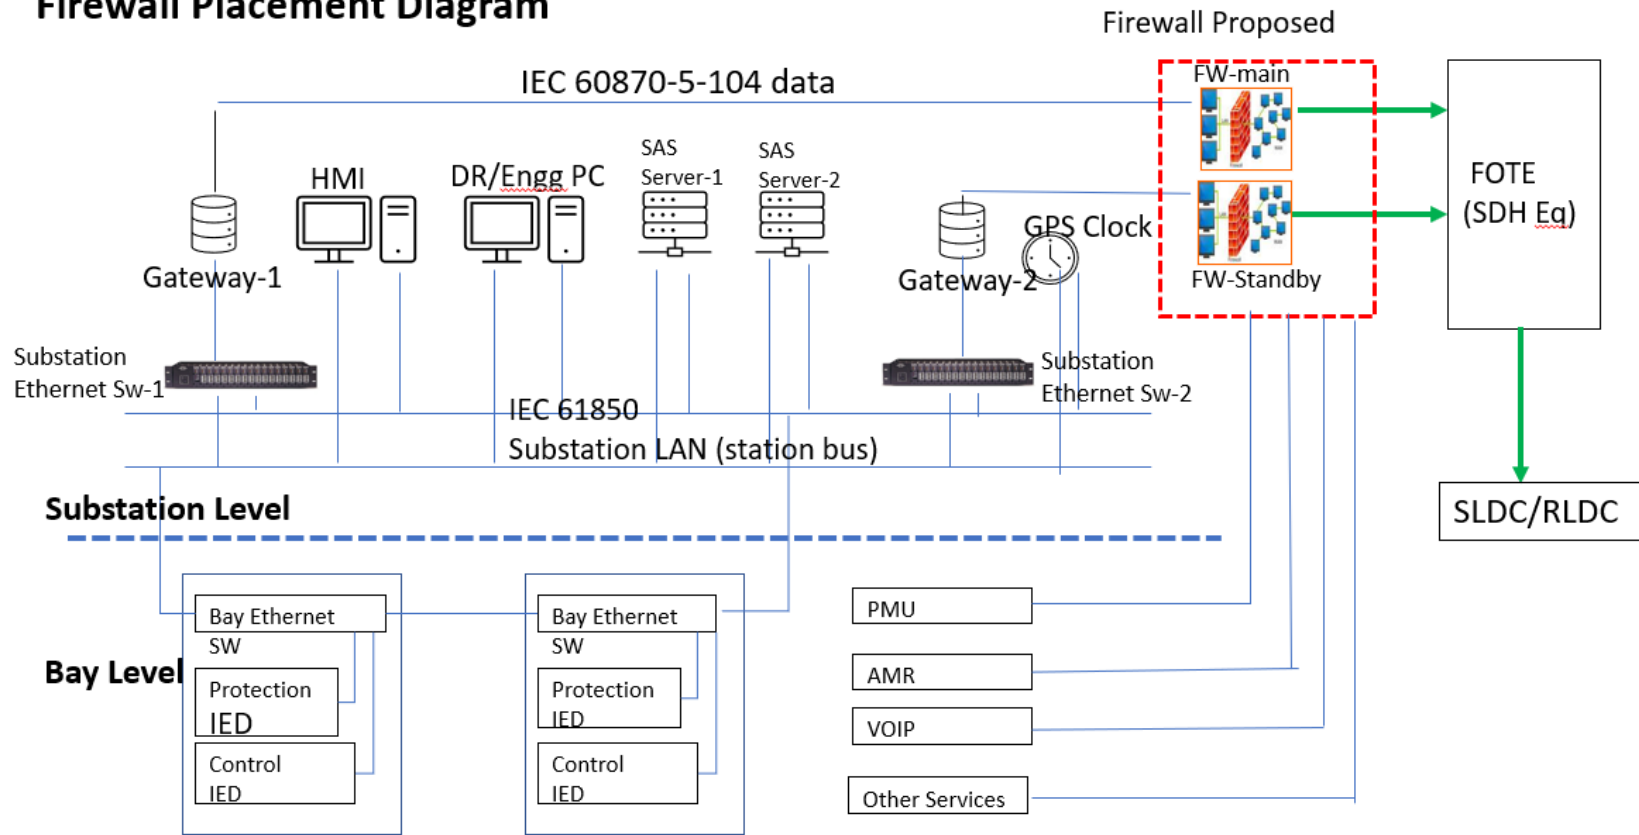 Firewall Placement Diagram
Firewall Proposed
IEC 60870-5-104 data
FW-main
SAS
Server-1
SAS
Server-2
HMI
DR/Engg PC
FOTE
(SDH Eq)
GPS Clock
Gateway-1
Gateway-2
FW-Standby
Substation
Ethernet Sw-1
Substation
Ethernet Sw-2
IEC 61850
Substation LAN (station bus)
Substation Level
SLDC/RLDC
Bay Ethernet
SW
Bay Ethernet
SW
PMU
Bay Level
Protection
IED
Protection
IED
AMR
VOIP
Control
IED
Control
IED
Other Services